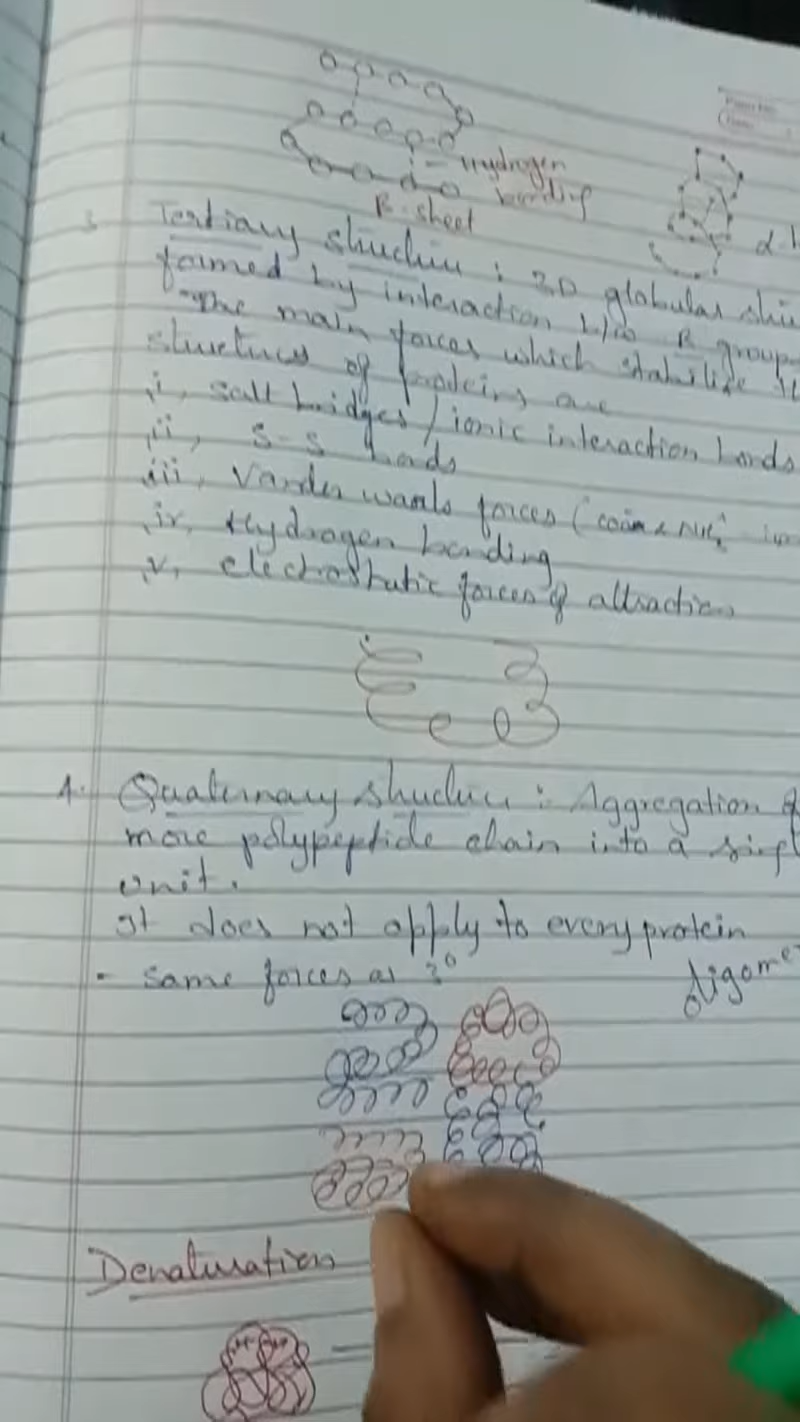 Hydrogen
bonding
β-sheet
α-h
3. Tertiary structure : 3D globular stru
formed by interaction b/w R group
The main forces which stabilize th
structures of proteins are
i, salt bridges / ionic interaction bonds
ii, S-S bonds
iii, Vander waals forces (
iv, Hydrogen bonding
v, electrostatic forces of attraction
4. Quaternary structure : Aggregation of
more polypeptide chain into a singl
unit.
It does not apply to every protein
- same forces as 3°
oligome
Denaturation